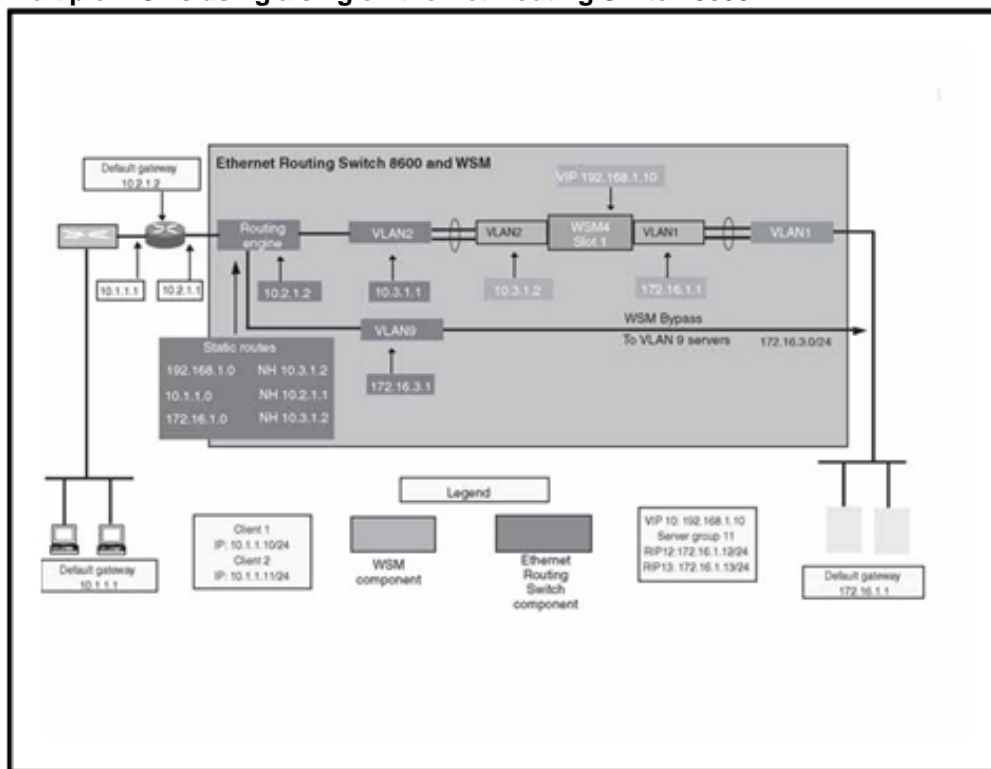 Ethernet Routing Switch 8600 and WSM
Default gateway
10.2.1.2
VIP 192.168.1.10
Routing
engine
VLAN2
VLAN2
WSM4
Slot 1
VLAN1
VLAN1
10.1.1.1
10.2.1.1
10.2.1.2
10.3.1.1
10.3.1.2
172.16.1.1
VLAN9
WSM Bypass
To VLAN 9 servers
172.16.3.0/24
Static routes
192.168.1.0 NH 10.3.1.2
10.1.1.0 NH 10.2.1.1
172.16.1.0 NH 10.3.1.2
172.16.3.1
Legend
Client 1
IP: 10.1.1.10/24
Client 2
IP: 10.1.1.11/24
WSM
component
Ethernet
Routing
Switch
component
VIP 10: 192.168.1.10
Server group 11
RIP12:172.16.1.12/24
RIP13: 172.16.1.13/24
Default gateway
10.1.1.1
Default gateway
172.16.1.1